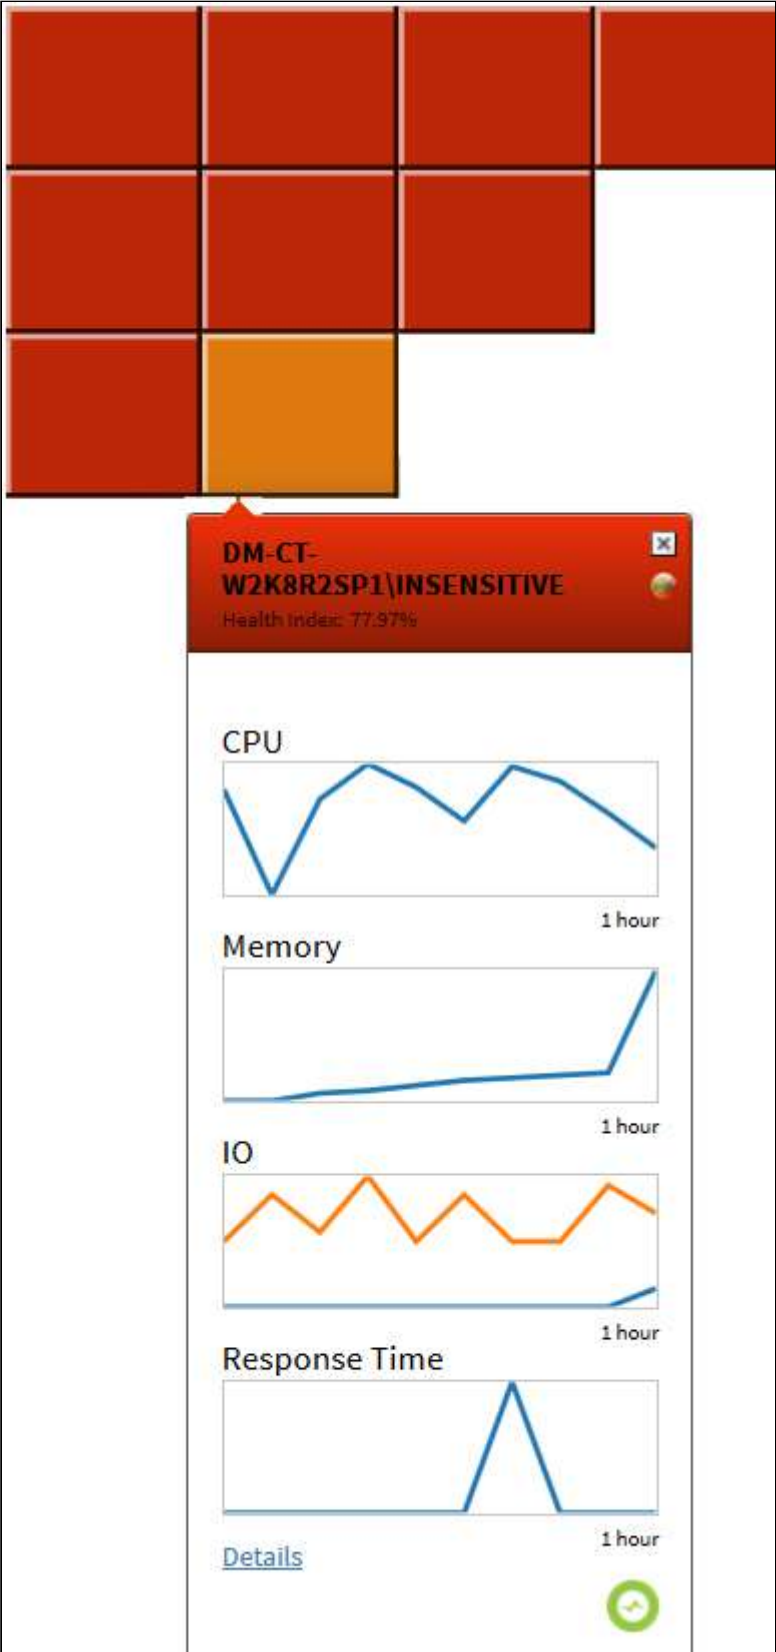 DM-CT-
W2K8R2SP1\INSENSITIVE
Health Index: 77.97%
CPU
1 hour
Memory
1 hour
IO
1 hour
Response Time
1 hour
Details